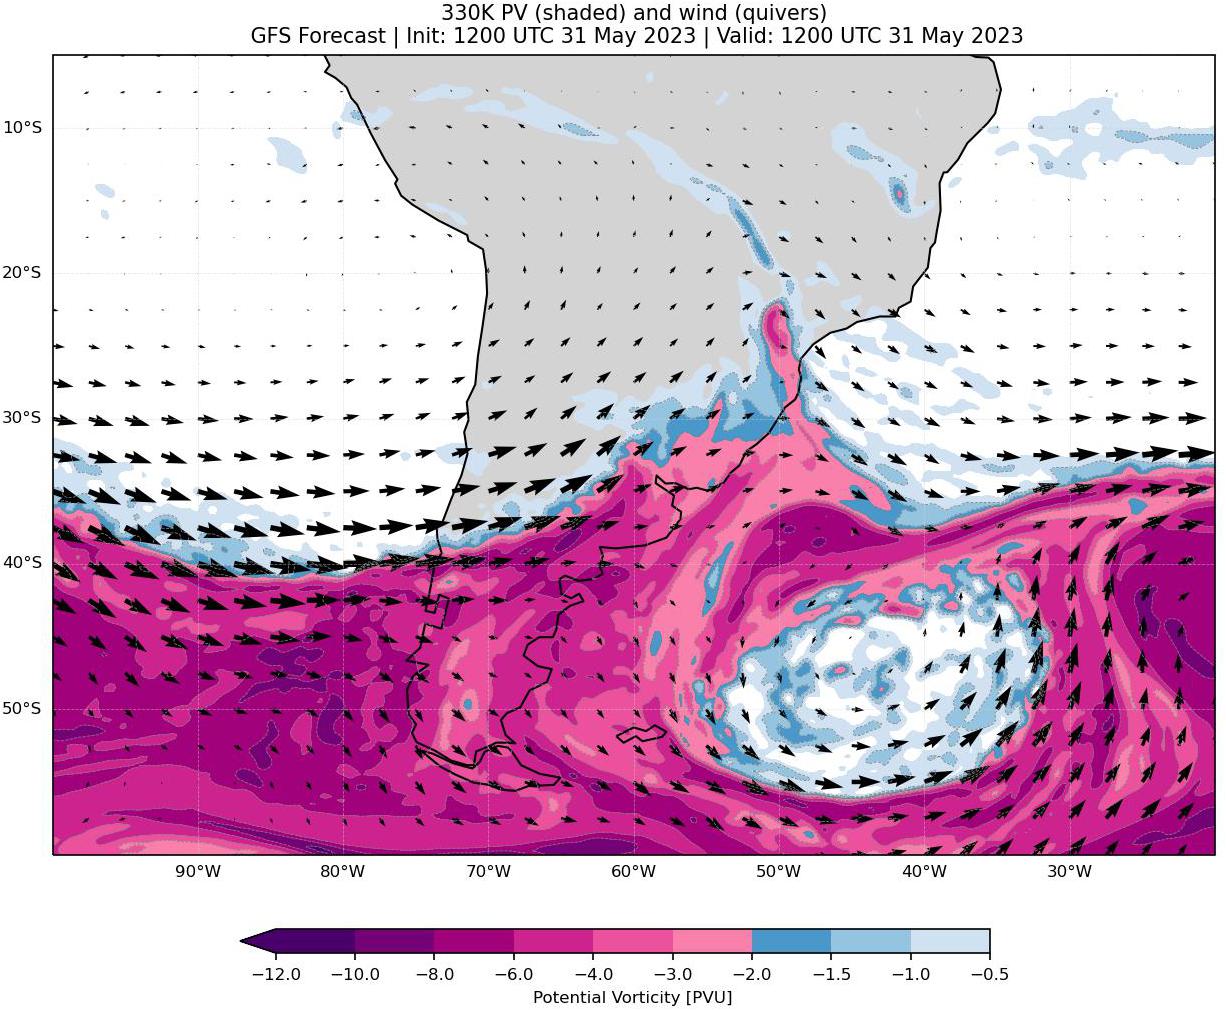 330K PV (shaded) and wind (quivers)
GFS Forecast | Init: 1200 UTC 31 May 2023 | Valid: 1200 UTC 31 May 2023
10°S
20°S
30°S
40°S
50°S
90°W 80°W 70°W 60°W 50°W 40°W 30°W
−12.0 −10.0 −8.0 −6.0 −4.0 −3.0 −2.0 −1.5 −1.0 −0.5
Potential Vorticity [PVU]